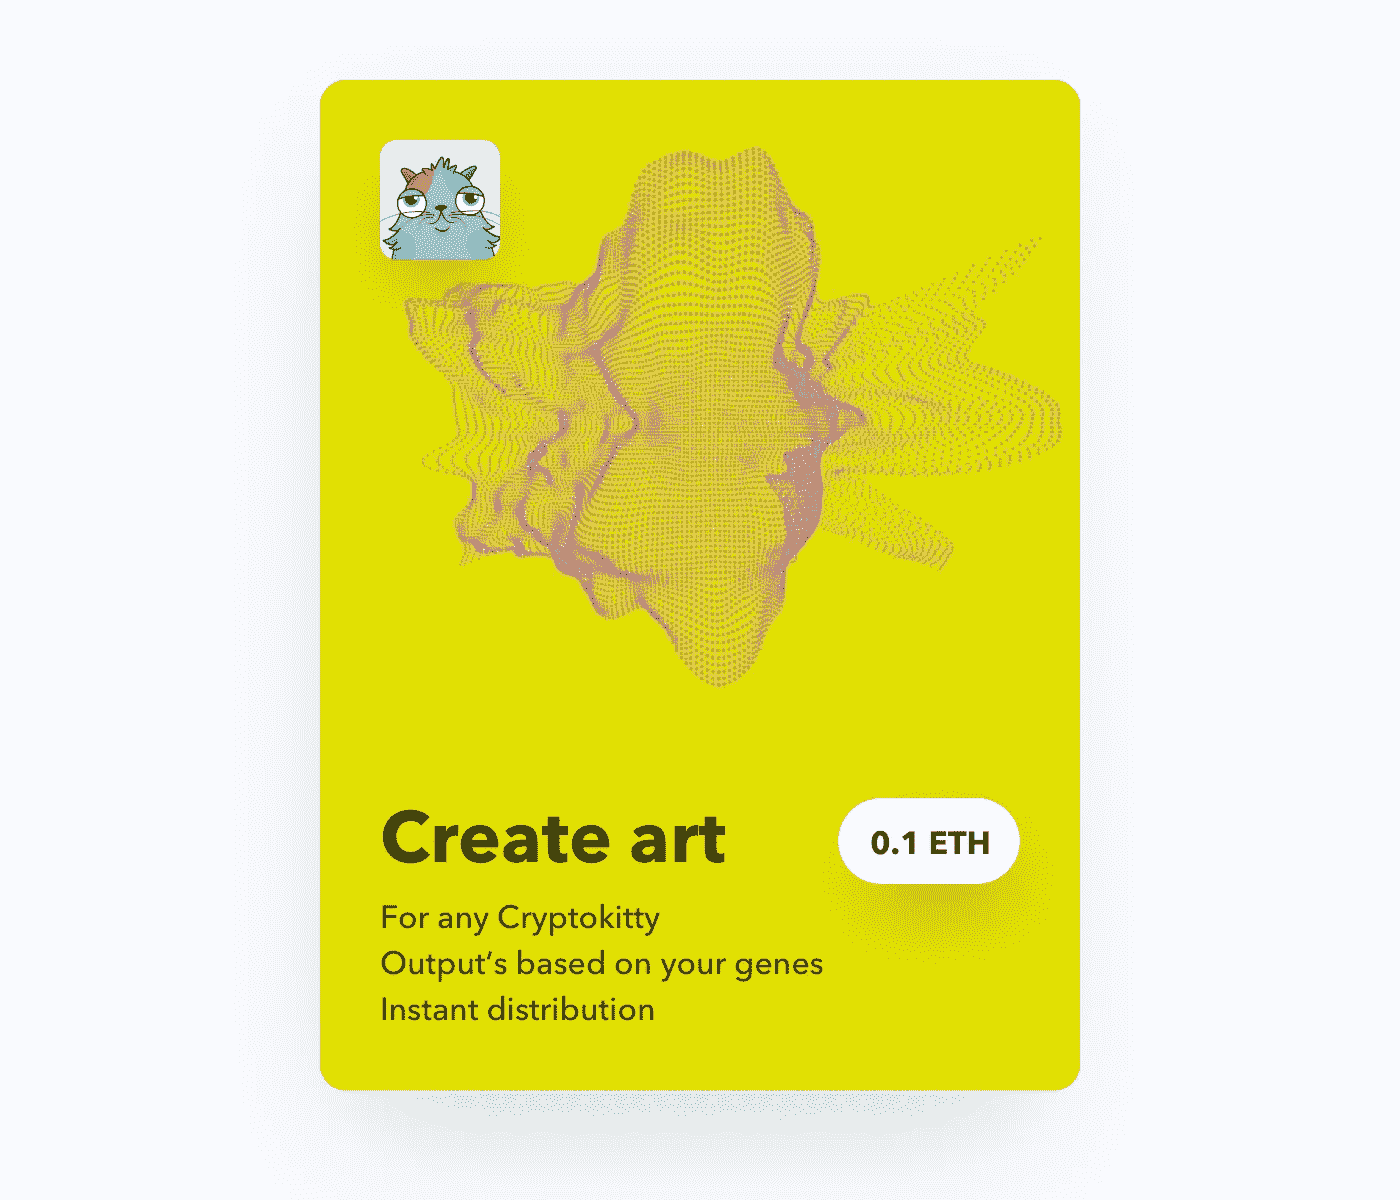 Create art
0.1 ETH
For any Cryptokitty
Output‘s based on your genes
Instant distribution